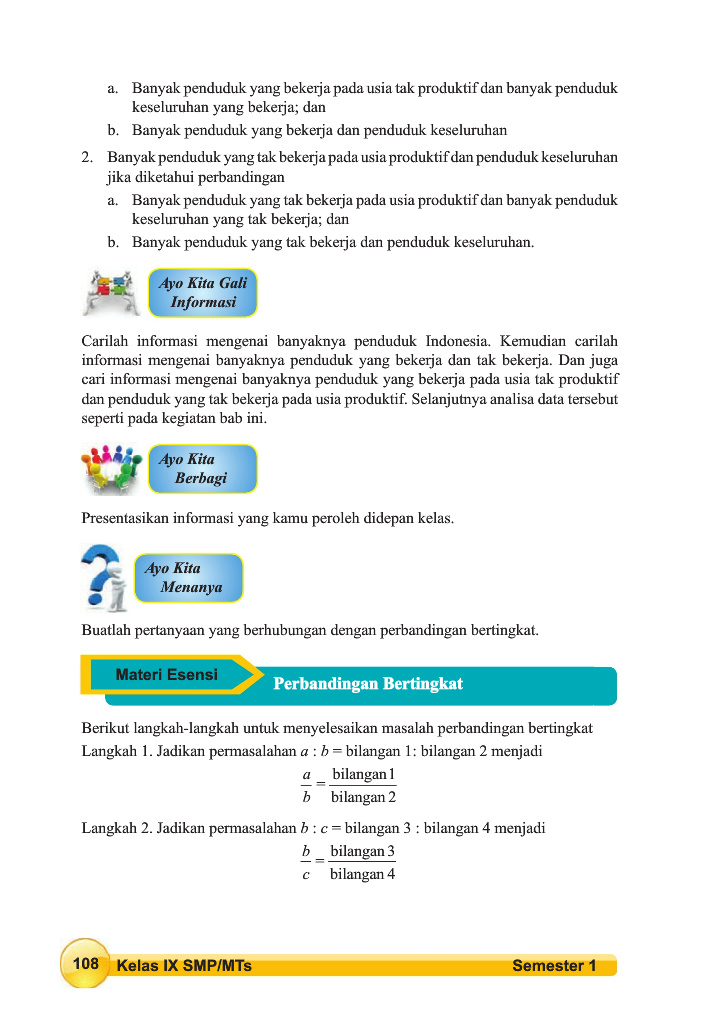 a. Banyak penduduk yang bekerja pada usia tak produktif dan banyak penduduk
keseluruhan yang bekerja; dan
b. Banyak penduduk yang bekerja dan penduduk keseluruhan
2. Banyak penduduk yang tak bekerja pada usia produktif dan penduduk keseluruhan
jika diketahui perbandingan
a. Banyak penduduk yang tak bekerja pada usia produktif dan banyak penduduk
keseluruhan yang tak bekerja; dan
b. Banyak penduduk yang tak bekerja dan penduduk keseluruhan.
Ayo Kita Gali
Informasi
Carilah informasi mengenai banyaknya penduduk Indonesia. Kemudian carilah
informasi mengenai banyaknya penduduk yang bekerja dan tak bekerja. Dan juga
cari informasi mengenai banyaknya penduduk yang bekerja pada usia tak produktif
dan penduduk yang tak bekerja pada usia produktif. Selanjutnya analisa data tersebut
seperti pada kegiatan bab ini.
Ayo Kita
Berbagi
Presentasikan informasi yang kamu peroleh didepan kelas.
Ayo Kita
Menanya
Buatlah pertanyaan yang berhubungan dengan perbandingan bertingkat.
Materi Esensi
Perbandingan Bertingkat
Berikut langkah-langkah untuk menyelesaikan masalah perbandingan bertingkat
Langkah 1. Jadikan permasalahan a : b = bilangan 1: bilangan 2 menjadi
a/b = bilangan 1/bilangan 2
Langkah 2. Jadikan permasalahan b : c = bilangan 3 : bilangan 4 menjadi
b/c = bilangan 3/bilangan 4
108 Kelas IX SMP/MTs Semester 1